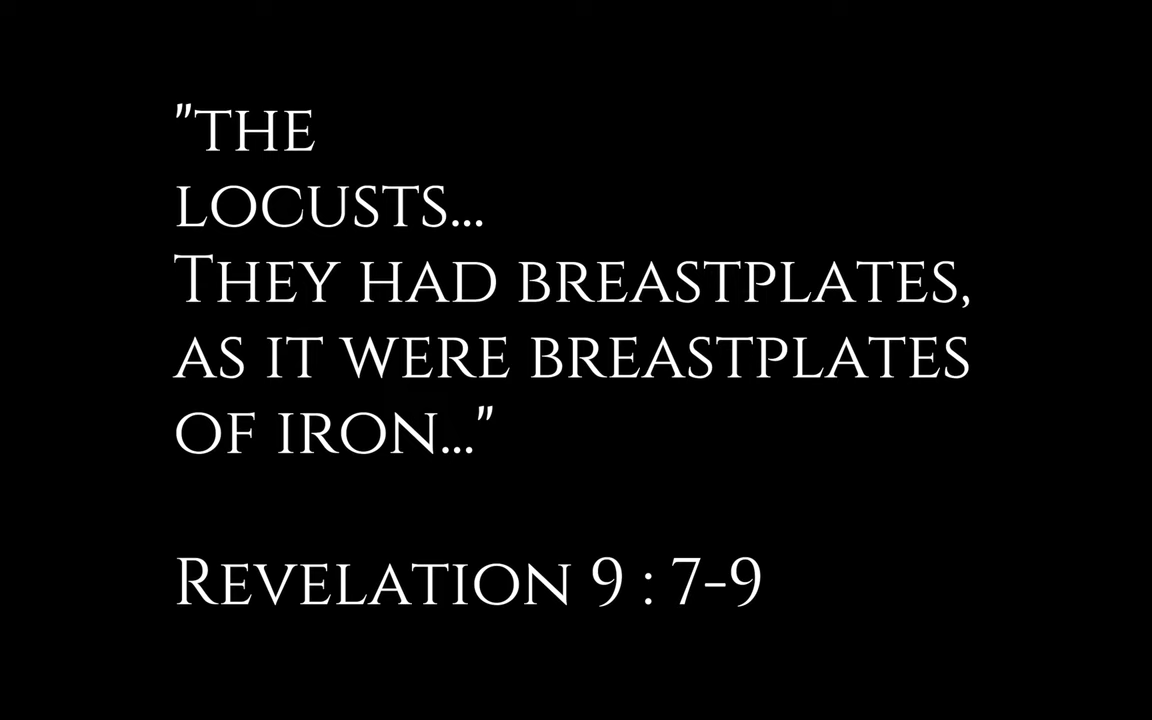 "the
locusts...
They had breastplates,
as it were breastplates
of iron..."
Revelation 9 : 7-9